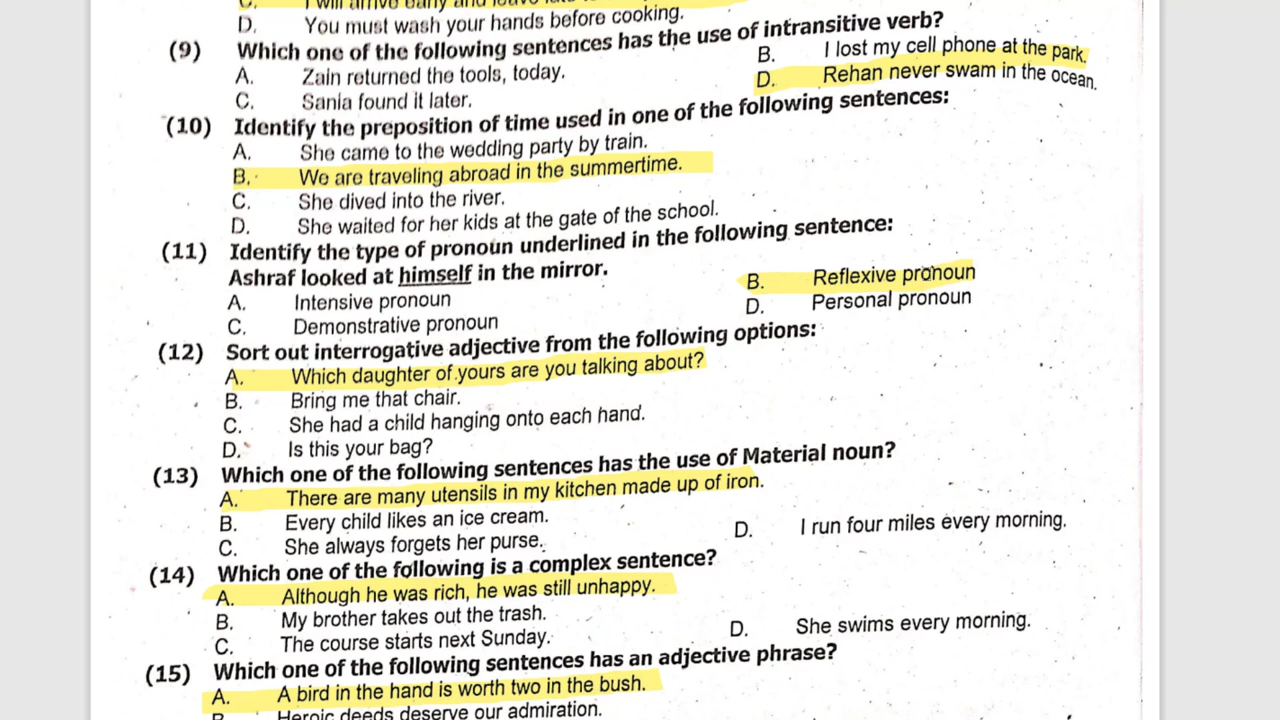 C. I will arrive early and leave late
D. You must wash your hands before cooking.
(9) Which one of the following sentences has the use of intransitive verb?
A. Zain returned the tools, today. B. I lost my cell phone at the park.
C. Sania found it later. D. Rehan never swam in the ocean.
(10) Identify the preposition of time used in one of the following sentences:
A. She came to the wedding party by train.
B. We are traveling abroad in the summertime.
C. She dived into the river.
D. She waited for her kids at the gate of the school.
(11) Identify the type of pronoun underlined in the following sentence:
Ashraf looked at himself in the mirror.
A. Intensive pronoun B. Reflexive pronoun
C. Demonstrative pronoun D. Personal pronoun
(12) Sort out interrogative adjective from the following options:
A. Which daughter of yours are you talking about?
B. Bring me that chair.
C. She had a child hanging onto each hand.
D. Is this your bag?
(13) Which one of the following sentences has the use of Material noun?
A. There are many utensils in my kitchen made up of iron.
B. Every child likes an ice cream.
C. She always forgets her purse. D. I run four miles every morning.
(14) Which one of the following is a complex sentence?
A. Although he was rich, he was still unhappy.
B. My brother takes out the trash.
C. The course starts next Sunday. D. She swims every morning.
(15) Which one of the following sentences has an adjective phrase?
A. A bird in the hand is worth two in the bush.
B. Heroic deeds deserve our admiration.